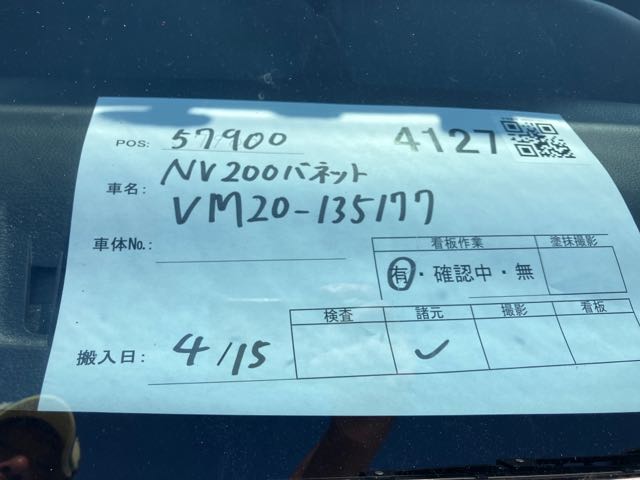 POS: 57900 4127
車名: NV200バネット
VM20-135177
車体No.:
看板作業 塗抹撮影
有・確認中・無
検査 諸元 撮影 看板
搬入日: 4/15 ✓